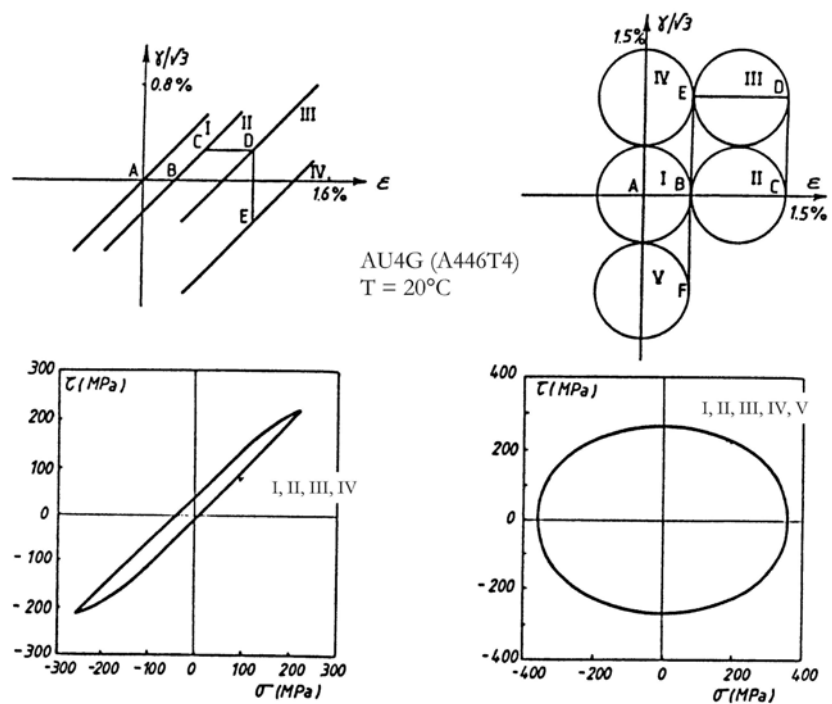 γ/√3
0.8%
I
II
III
C
D
A
B
IV
1.6%
ε
E
γ/√3
1.5%
IV
III
E
D
A
I
B
II
C
ε
1.5%
V
F
AU4G (A446T4)
T = 20°C
300
τ(MPa)
200
100
I, II, III, IV
0
-100
-200
-300
-300 -100 0 100 300
σ(MPa)
400
τ(MPa)
I, II, III, IV, V
200
0
-200
-400
-400 -200 0 200 400
σ(MPa)